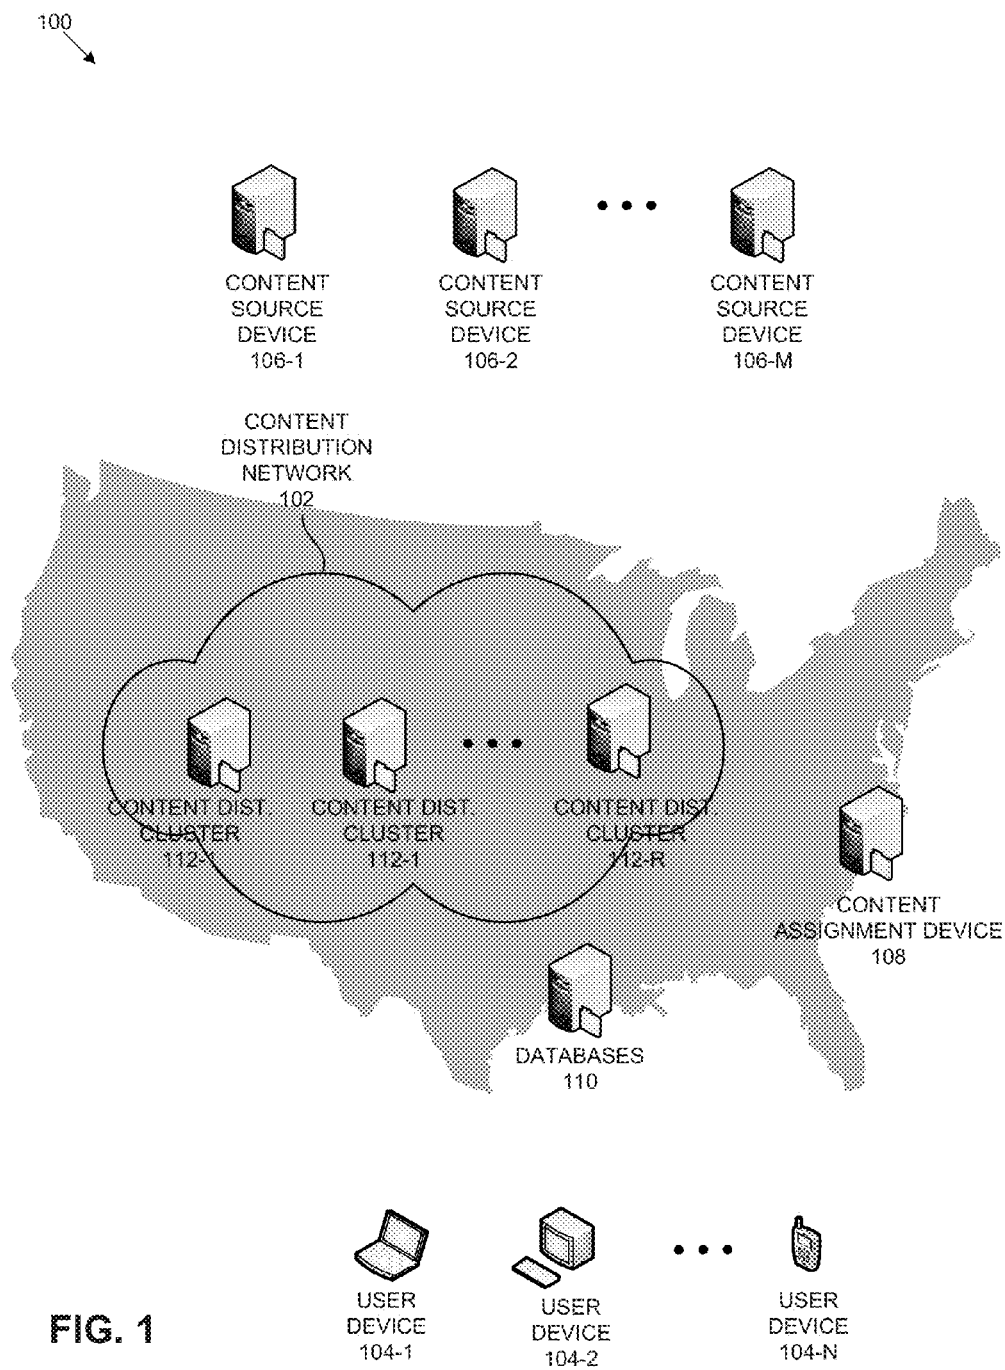 100
CONTENT
SOURCE
DEVICE
106-1
CONTENT
SOURCE
DEVICE
106-2
CONTENT
SOURCE
DEVICE
106-M
CONTENT
DISTRIBUTION
NETWORK
102
CONTENT DIST.
CLUSTER
112-
CONTENT DIST.
CLUSTER
112-1
CONTENT DIST.
CLUSTER
112-R
CONTENT
ASSIGNMENT DEVICE
108
DATABASES
110
USER
DEVICE
104-1
USER
DEVICE
104-2
USER
DEVICE
104-N
FIG. 1